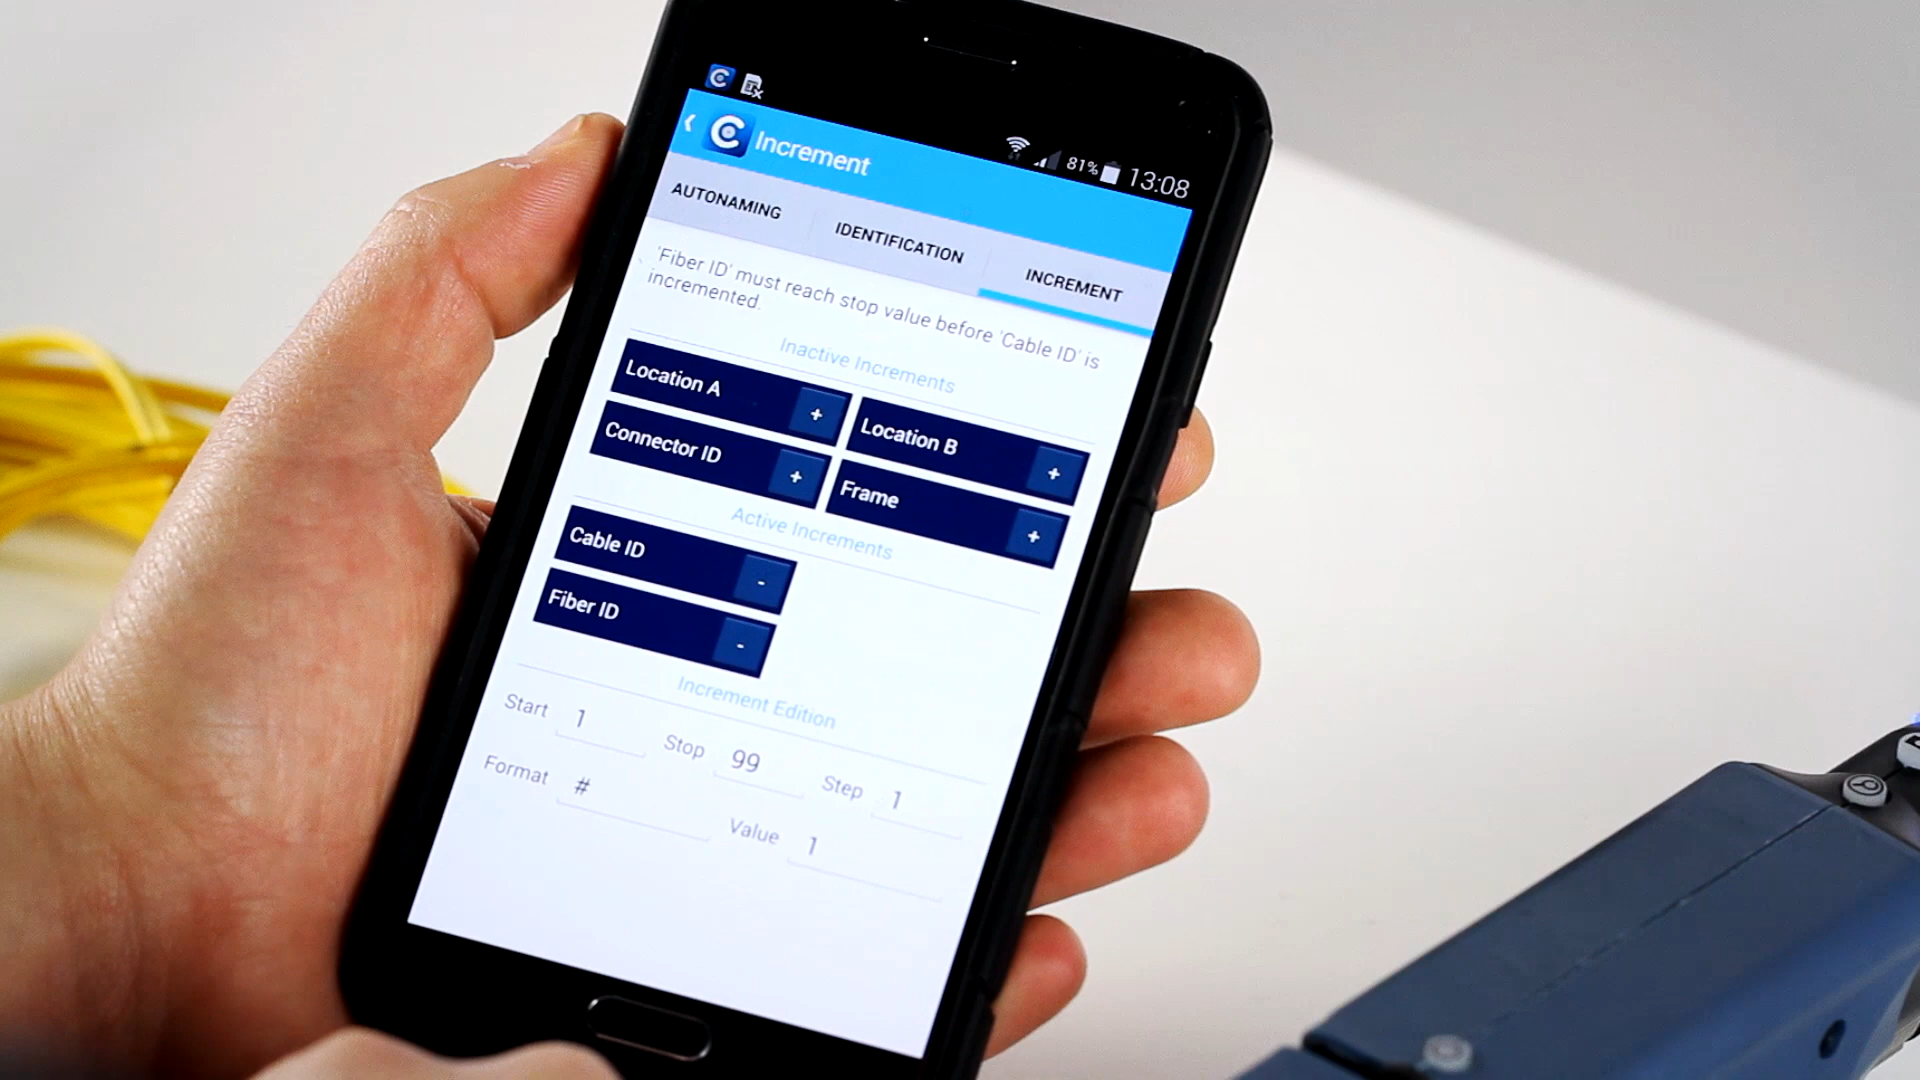 81% 13:08
Increment
AUTONAMING IDENTIFICATION INCREMENT
'Fiber ID' must reach stop value before 'Cable ID' is
incremented.
Inactive Increments
Location A + Location B +
Connector ID + Frame +
Active Increments
Cable ID -
Fiber ID -
Increment Edition
Start 1 Stop 99 Step 1
Format # Value 1